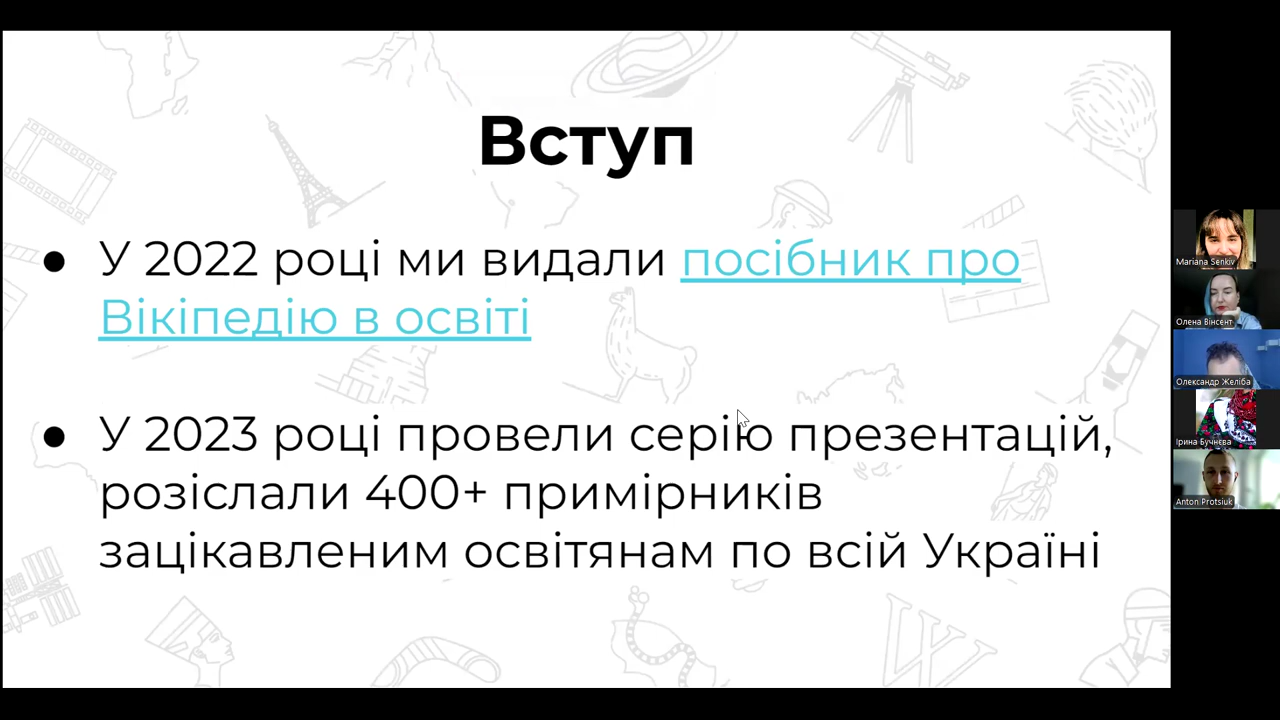 Вступ
● У 2022 році ми видали посібник про
Вікіпедію в освіті
● У 2023 році провели серію презентацій,
розіслали 400+ примірників
зацікавленим освітянам по всій Україні
Mariana Senkiv
Олена Вінсент
Олександр Желіба
Ірина Бучнєва
Anton Protsiuk